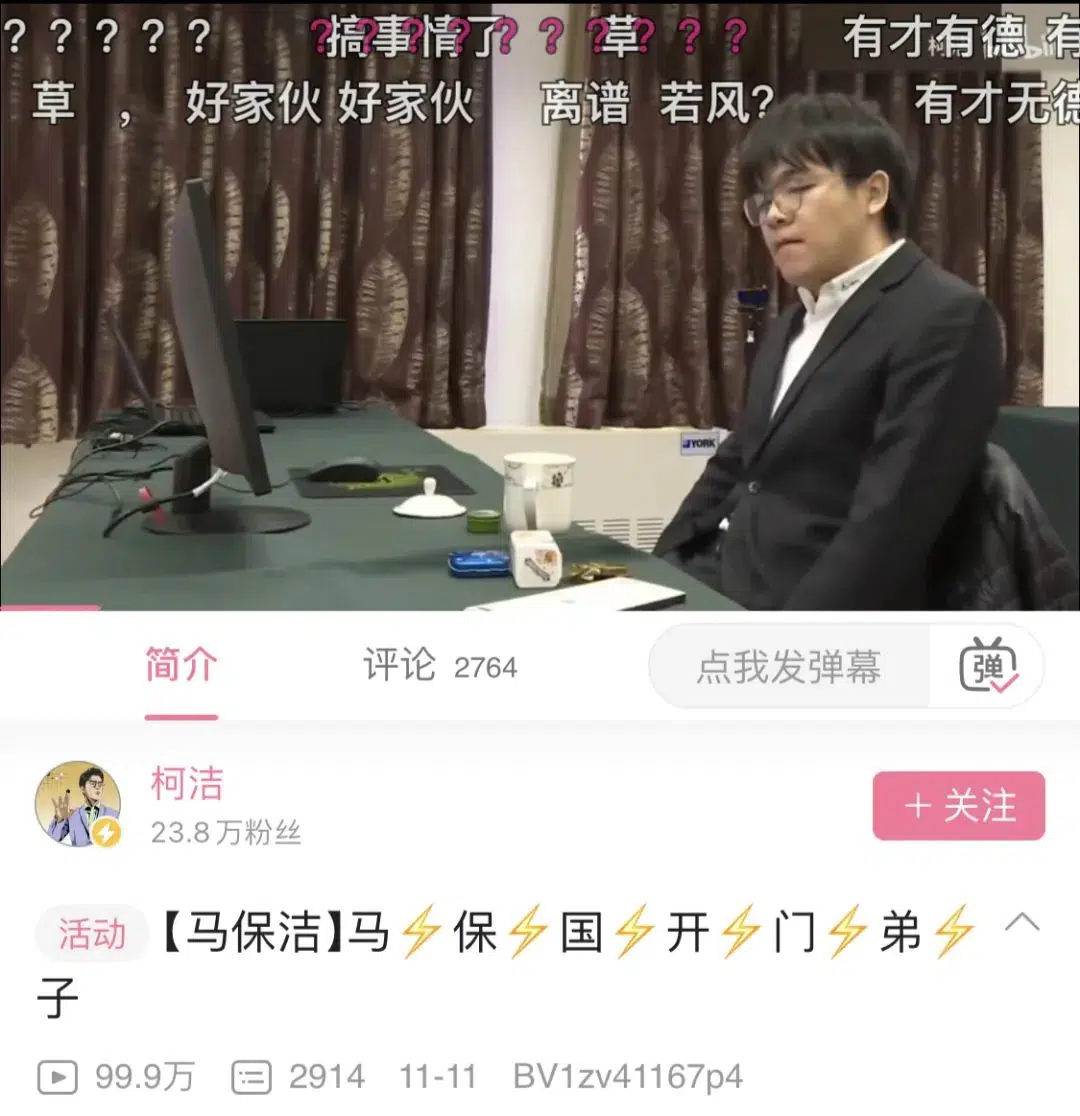 ？？？？？ ？搞？事？情？了？ ？ ？草？ ？ ？ 有才有德 有
草 ， 好家伙 好家伙 离谱 若风？ 有才无德
YORK
简介 评论 2764 点我发弹幕 弹
柯洁
23.8万粉丝
＋ 关注
活动 【马保洁】马⚡保⚡国⚡开⚡门⚡弟⚡
子
99.9万 2914 11-11 BV1zv41167p4